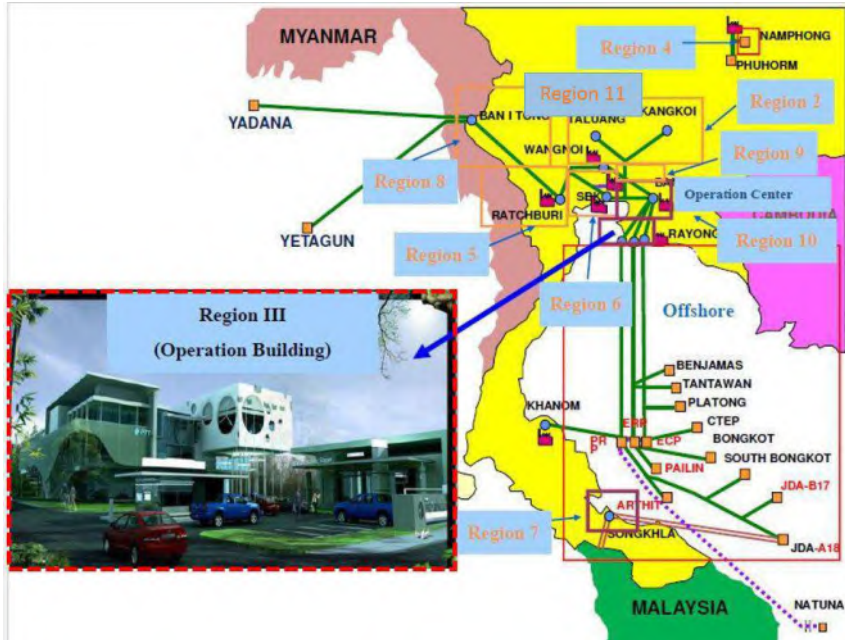 MYANMAR
NAMPHONG
Region 4
PHUHORM
Region 11
Region 2
YADANA
BAN I TONG
TALUANG
KANGKOI
WANGNOI
Region 9
Region 8
SBK
Operation Center
RATCHBURI
CAMBODIA
YETAGUN
RAYONG
Region 10
Region 5
Region 6
Region III
(Operation Building)
Offshore
BENJAMAS
TANTAWAN
PLATONG
KHANOM
ERP
CTEP
PR
P
ECP
BONGKOT
SOUTH BONGKOT
PAILIN
JDA-B17
ARTHIT
Region 7
SONGKHLA
JDA-A18
MALAYSIA
NATUNA